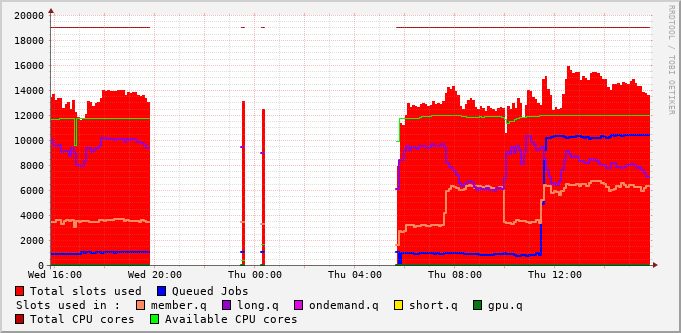 20000
18000
16000
14000
12000
10000
8000
6000
4000
2000
0
Wed 16:00 Wed 20:00 Thu 00:00 Thu 04:00 Thu 08:00 Thu 12:00
Total slots used Queued Jobs
Slots used in : member.q long.q ondemand.q short.q gpu.q
Total CPU cores Available CPU cores
RRDTOOL / TOBI OETIKER